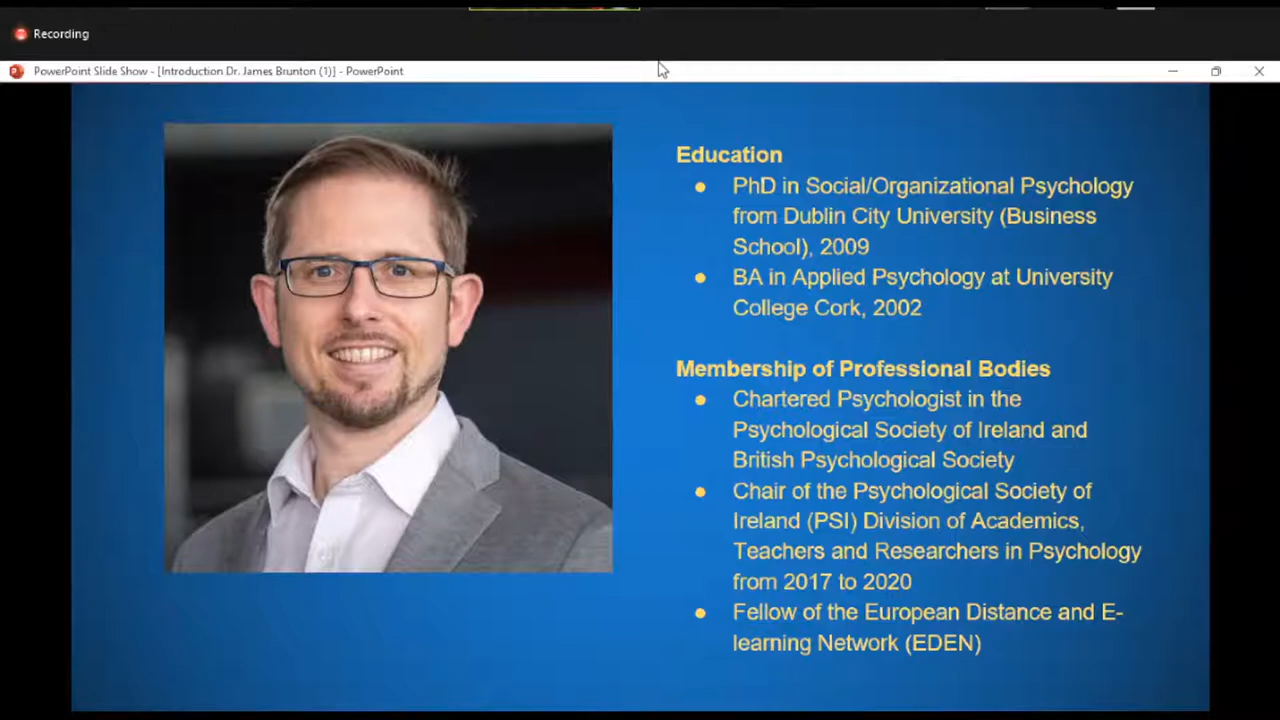 Recording
PowerPoint Slide Show - [Introduction Dr. James Brunton (1)] - PowerPoint
Education
● PhD in Social/Organizational Psychology
from Dublin City University (Business
School), 2009
● BA in Applied Psychology at University
College Cork, 2002
Membership of Professional Bodies
● Chartered Psychologist in the
Psychological Society of Ireland and
British Psychological Society
● Chair of the Psychological Society of
Ireland (PSI) Division of Academics,
Teachers and Researchers in Psychology
from 2017 to 2020
● Fellow of the European Distance and E-
learning Network (EDEN)